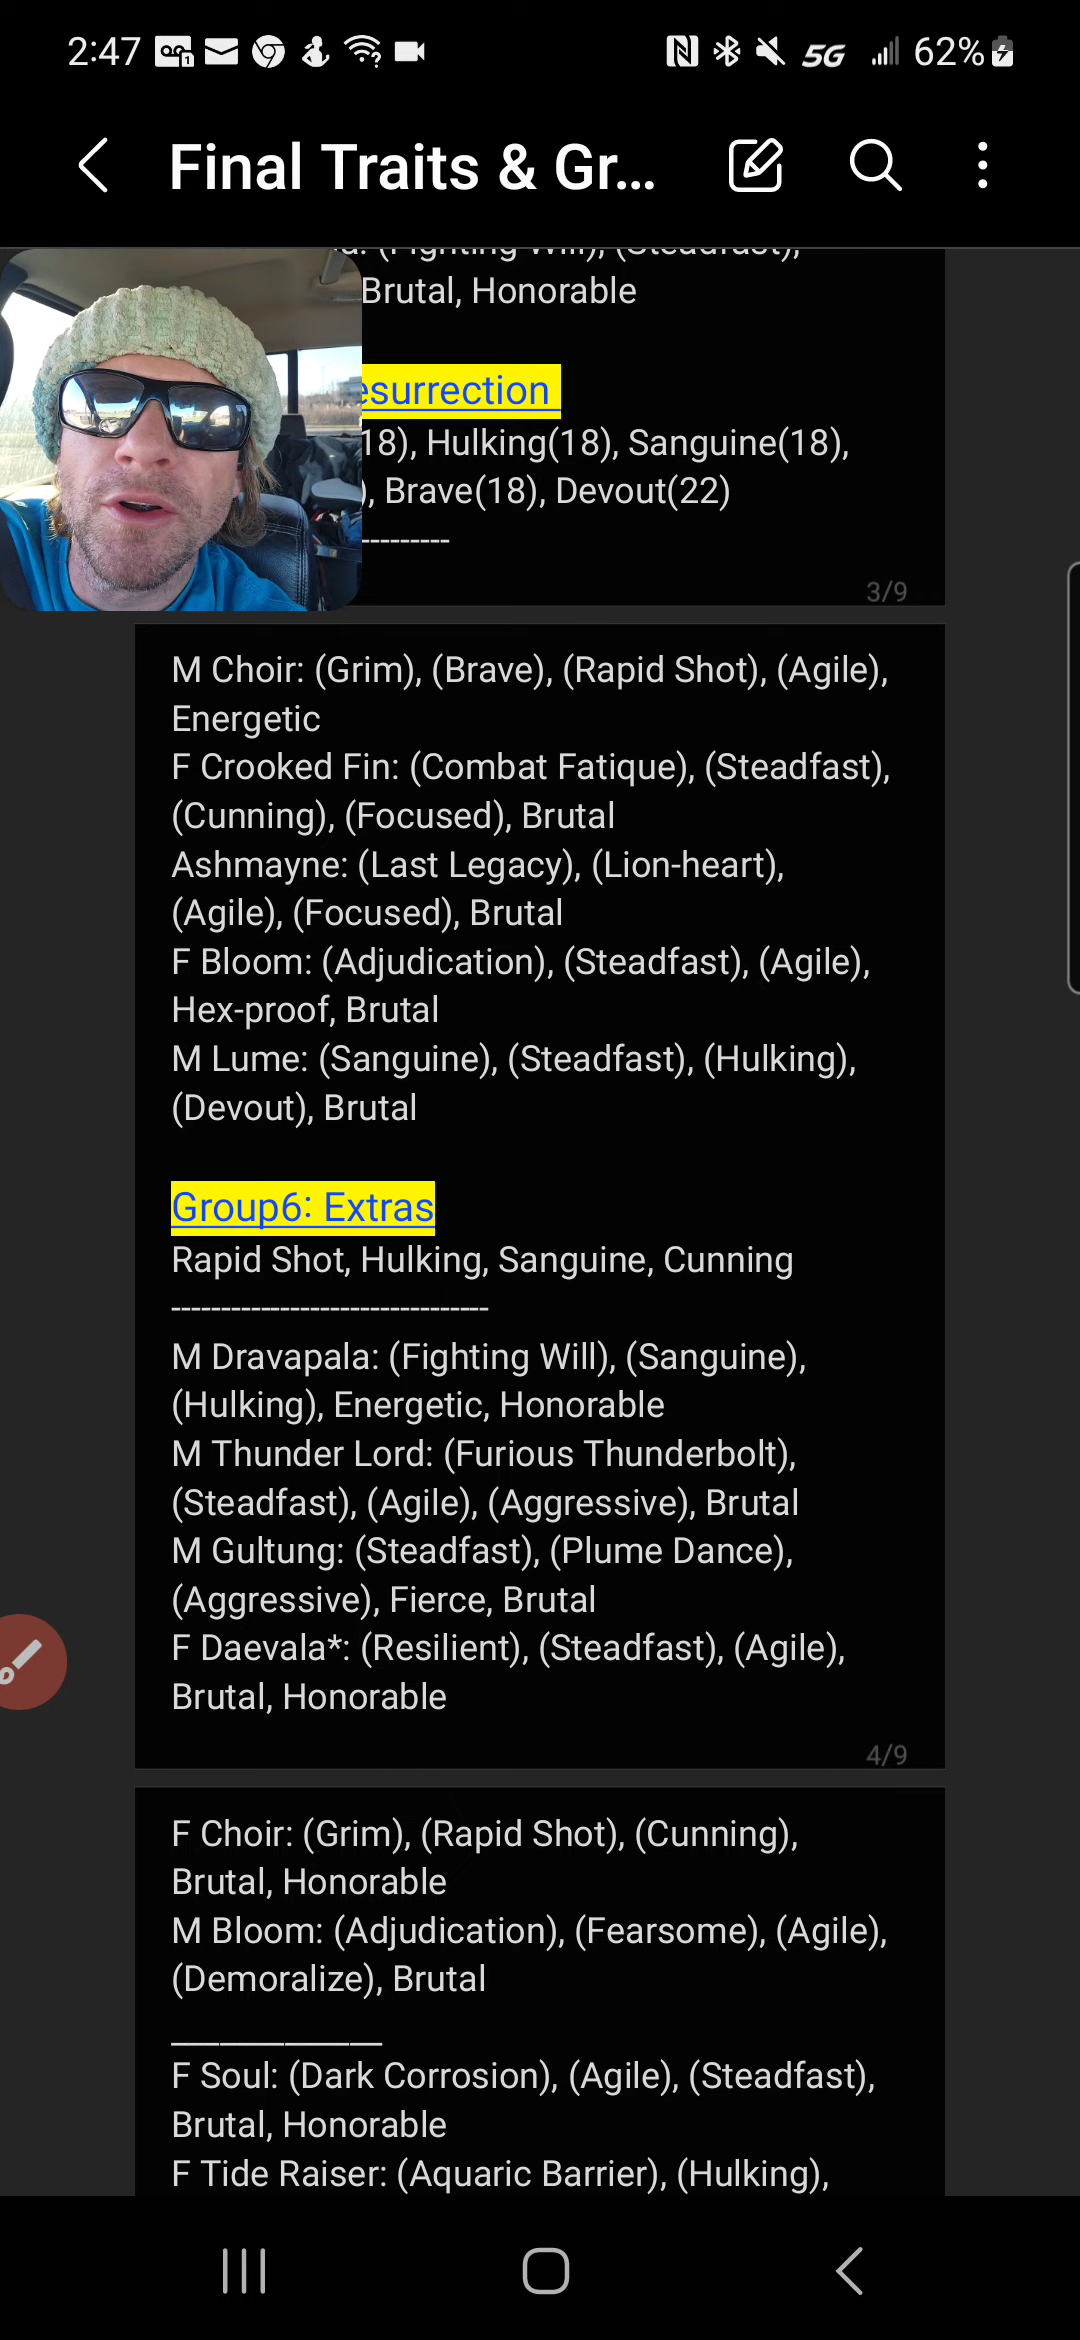 2:47
5G
62%
Final Traits & Gr...
(Fighting Will), (Steadfast),
Brutal, Honorable
esurrection
18), Hulking(18), Sanguine(18),
), Brave(18), Devout(22)
---------
3/9
M Choir: (Grim), (Brave), (Rapid Shot), (Agile),
Energetic
F Crooked Fin: (Combat Fatique), (Steadfast),
(Cunning), (Focused), Brutal
Ashmayne: (Last Legacy), (Lion-heart),
(Agile), (Focused), Brutal
F Bloom: (Adjudication), (Steadfast), (Agile),
Hex-proof, Brutal
M Lume: (Sanguine), (Steadfast), (Hulking),
(Devout), Brutal
Group6: Extras
Rapid Shot, Hulking, Sanguine, Cunning
--------------------------------
M Dravapala: (Fighting Will), (Sanguine),
(Hulking), Energetic, Honorable
M Thunder Lord: (Furious Thunderbolt),
(Steadfast), (Agile), (Aggressive), Brutal
M Gultung: (Steadfast), (Plume Dance),
(Aggressive), Fierce, Brutal
F Daevala*: (Resilient), (Steadfast), (Agile),
Brutal, Honorable
4/9
F Choir: (Grim), (Rapid Shot), (Cunning),
Brutal, Honorable
M Bloom: (Adjudication), (Fearsome), (Agile),
(Demoralize), Brutal
_____________
F Soul: (Dark Corrosion), (Agile), (Steadfast),
Brutal, Honorable
F Tide Raiser: (Aquaric Barrier), (Hulking),